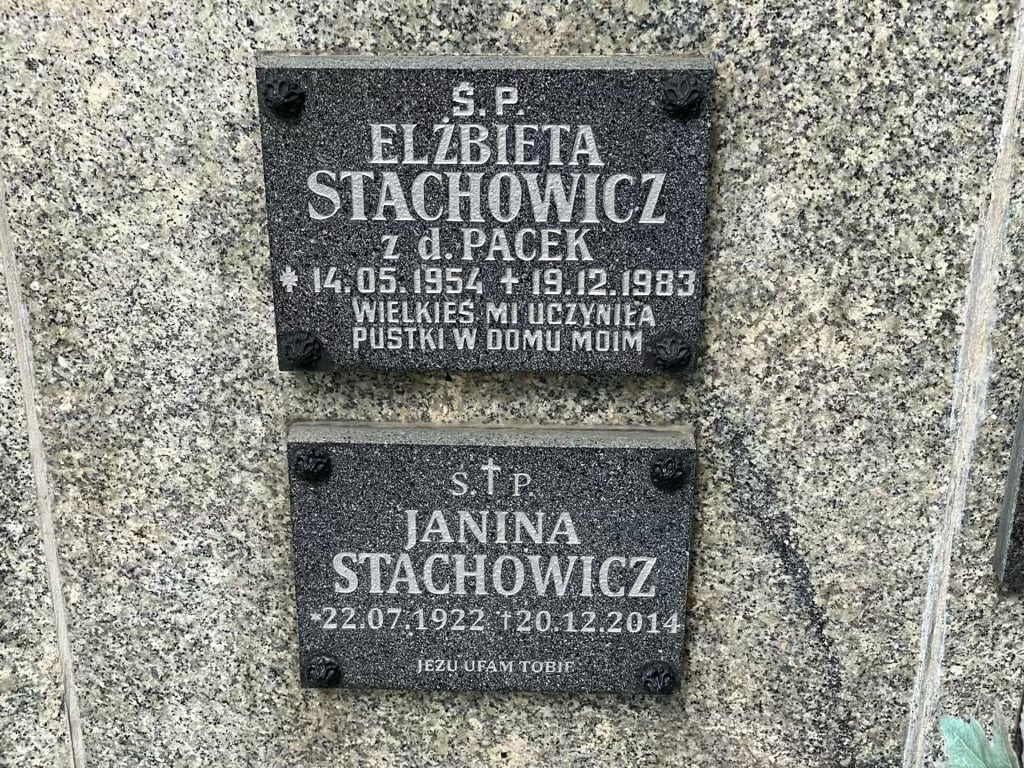 Ś.P.
ELŻBIETA
STACHOWICZ
z d. PACEK
* 14.05.1954 + 19.12.1983
WIELKIEŚ MI UCZYNIŁA
PUSTKI W DOMU MOIM
Ś.†P.
JANINA
STACHOWICZ
*22.07.1922 †20.12.2014
JEZU UFAM TOBIE